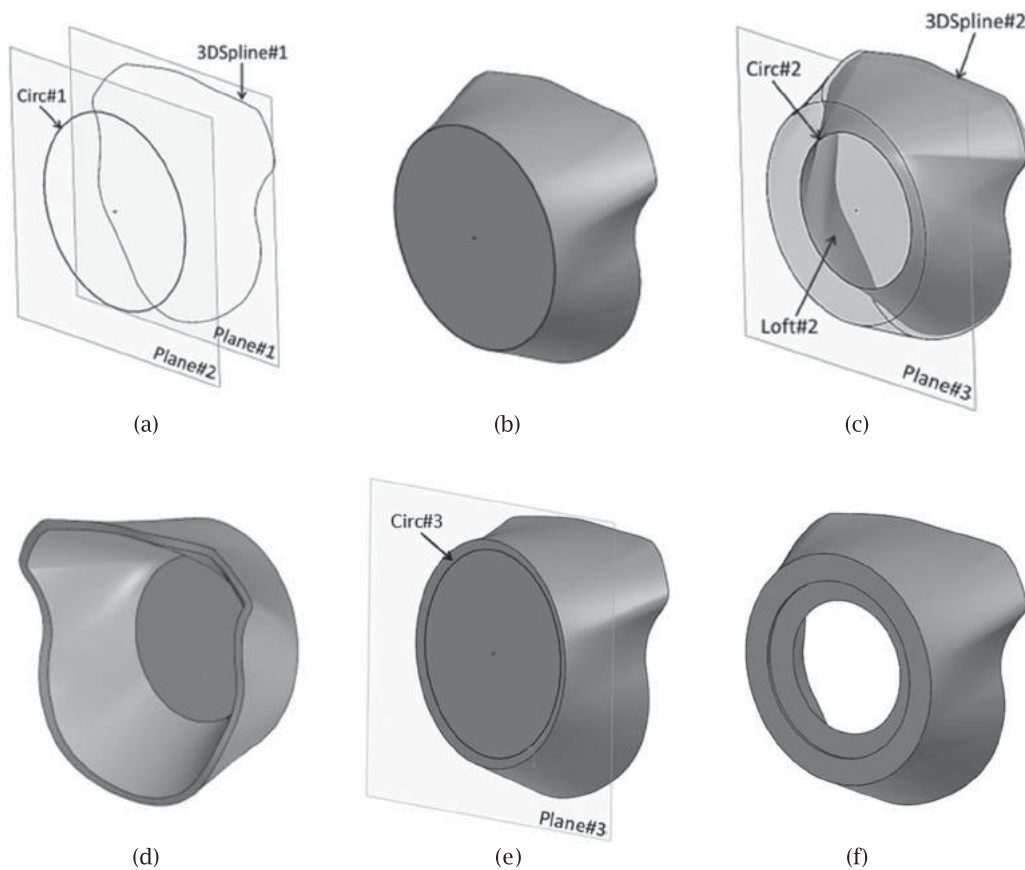 3DSpline#1
Circ#1
Plane#1
Plane#2
3DSpline#2
Circ#2
Loft#2
Plane#3
(a)
(b)
(c)
Circ#3
Plane#3
(d)
(e)
(f)